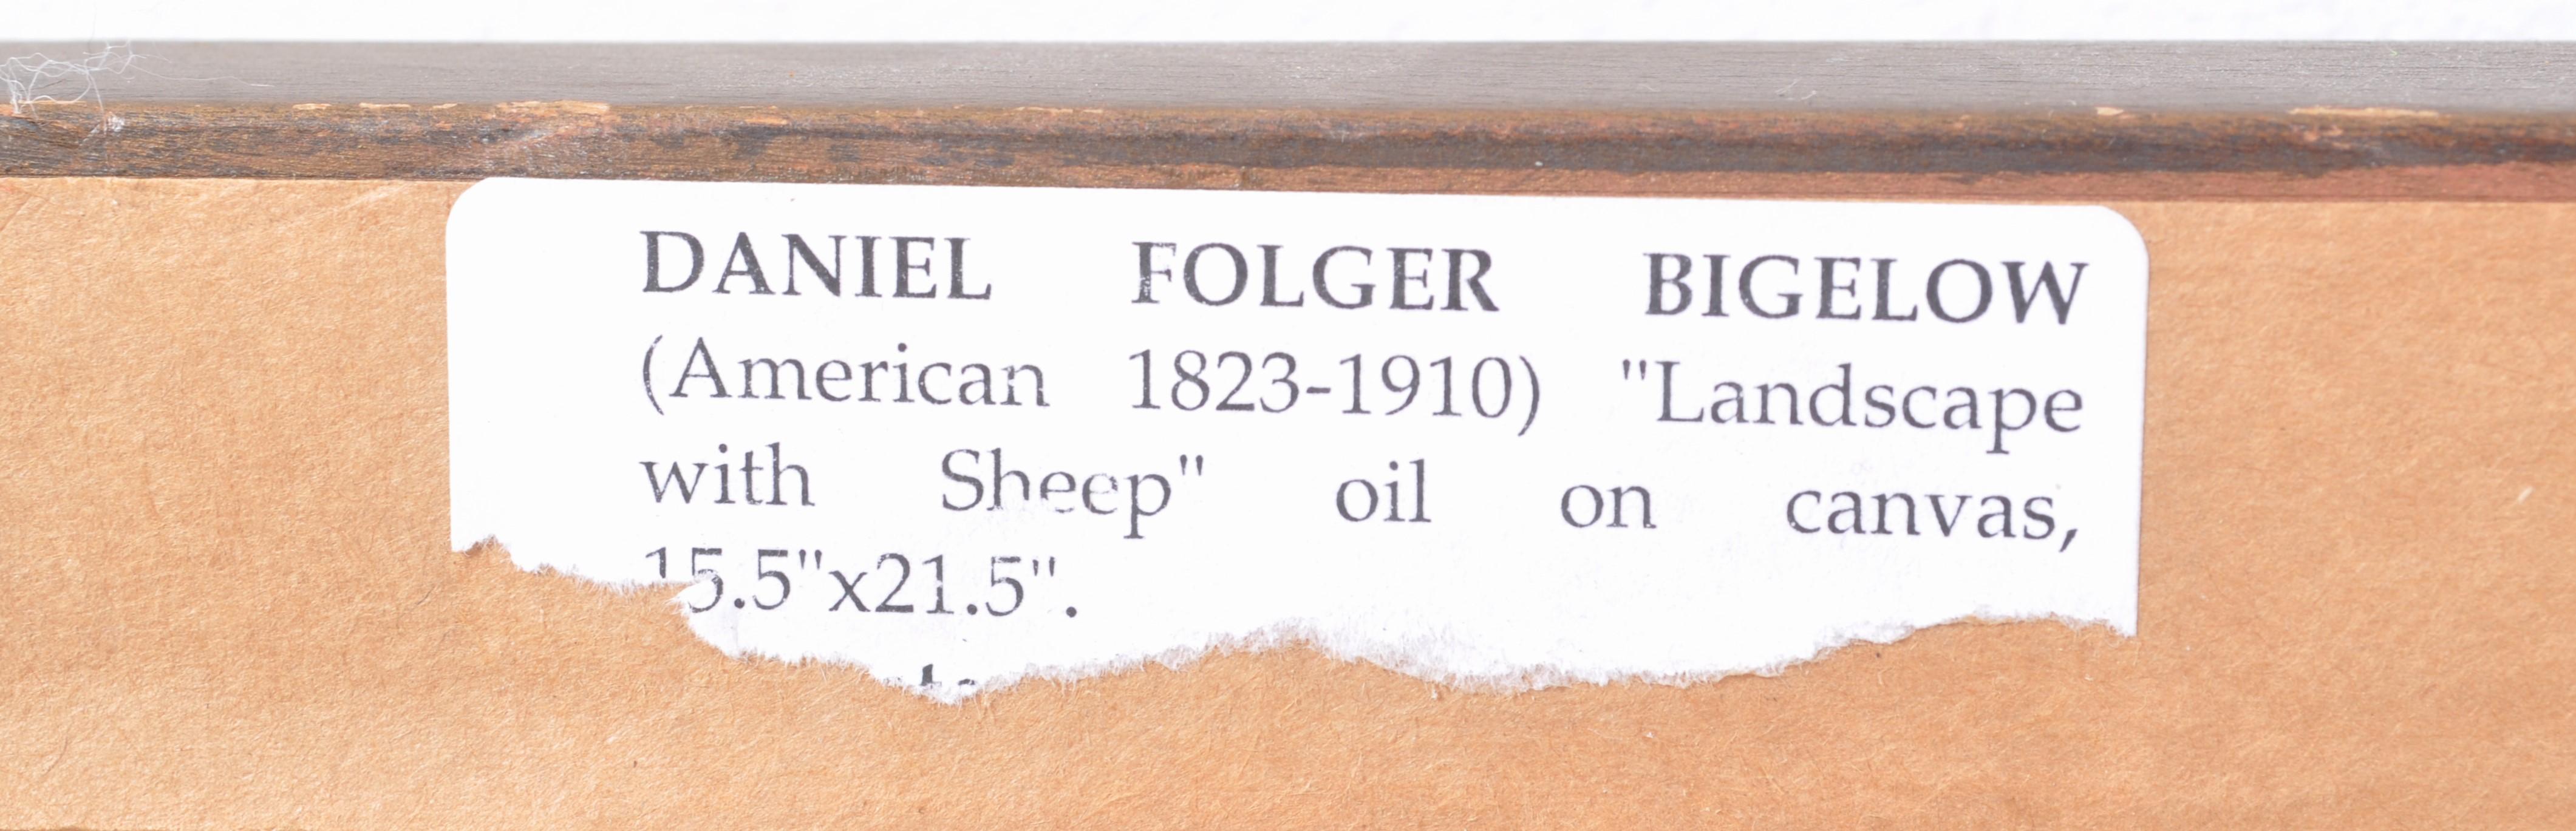 DANIEL FOLGER BIGELOW
(American 1823-1910) "Landscape
with Sheep" oil on canvas,
15.5"x21.5".